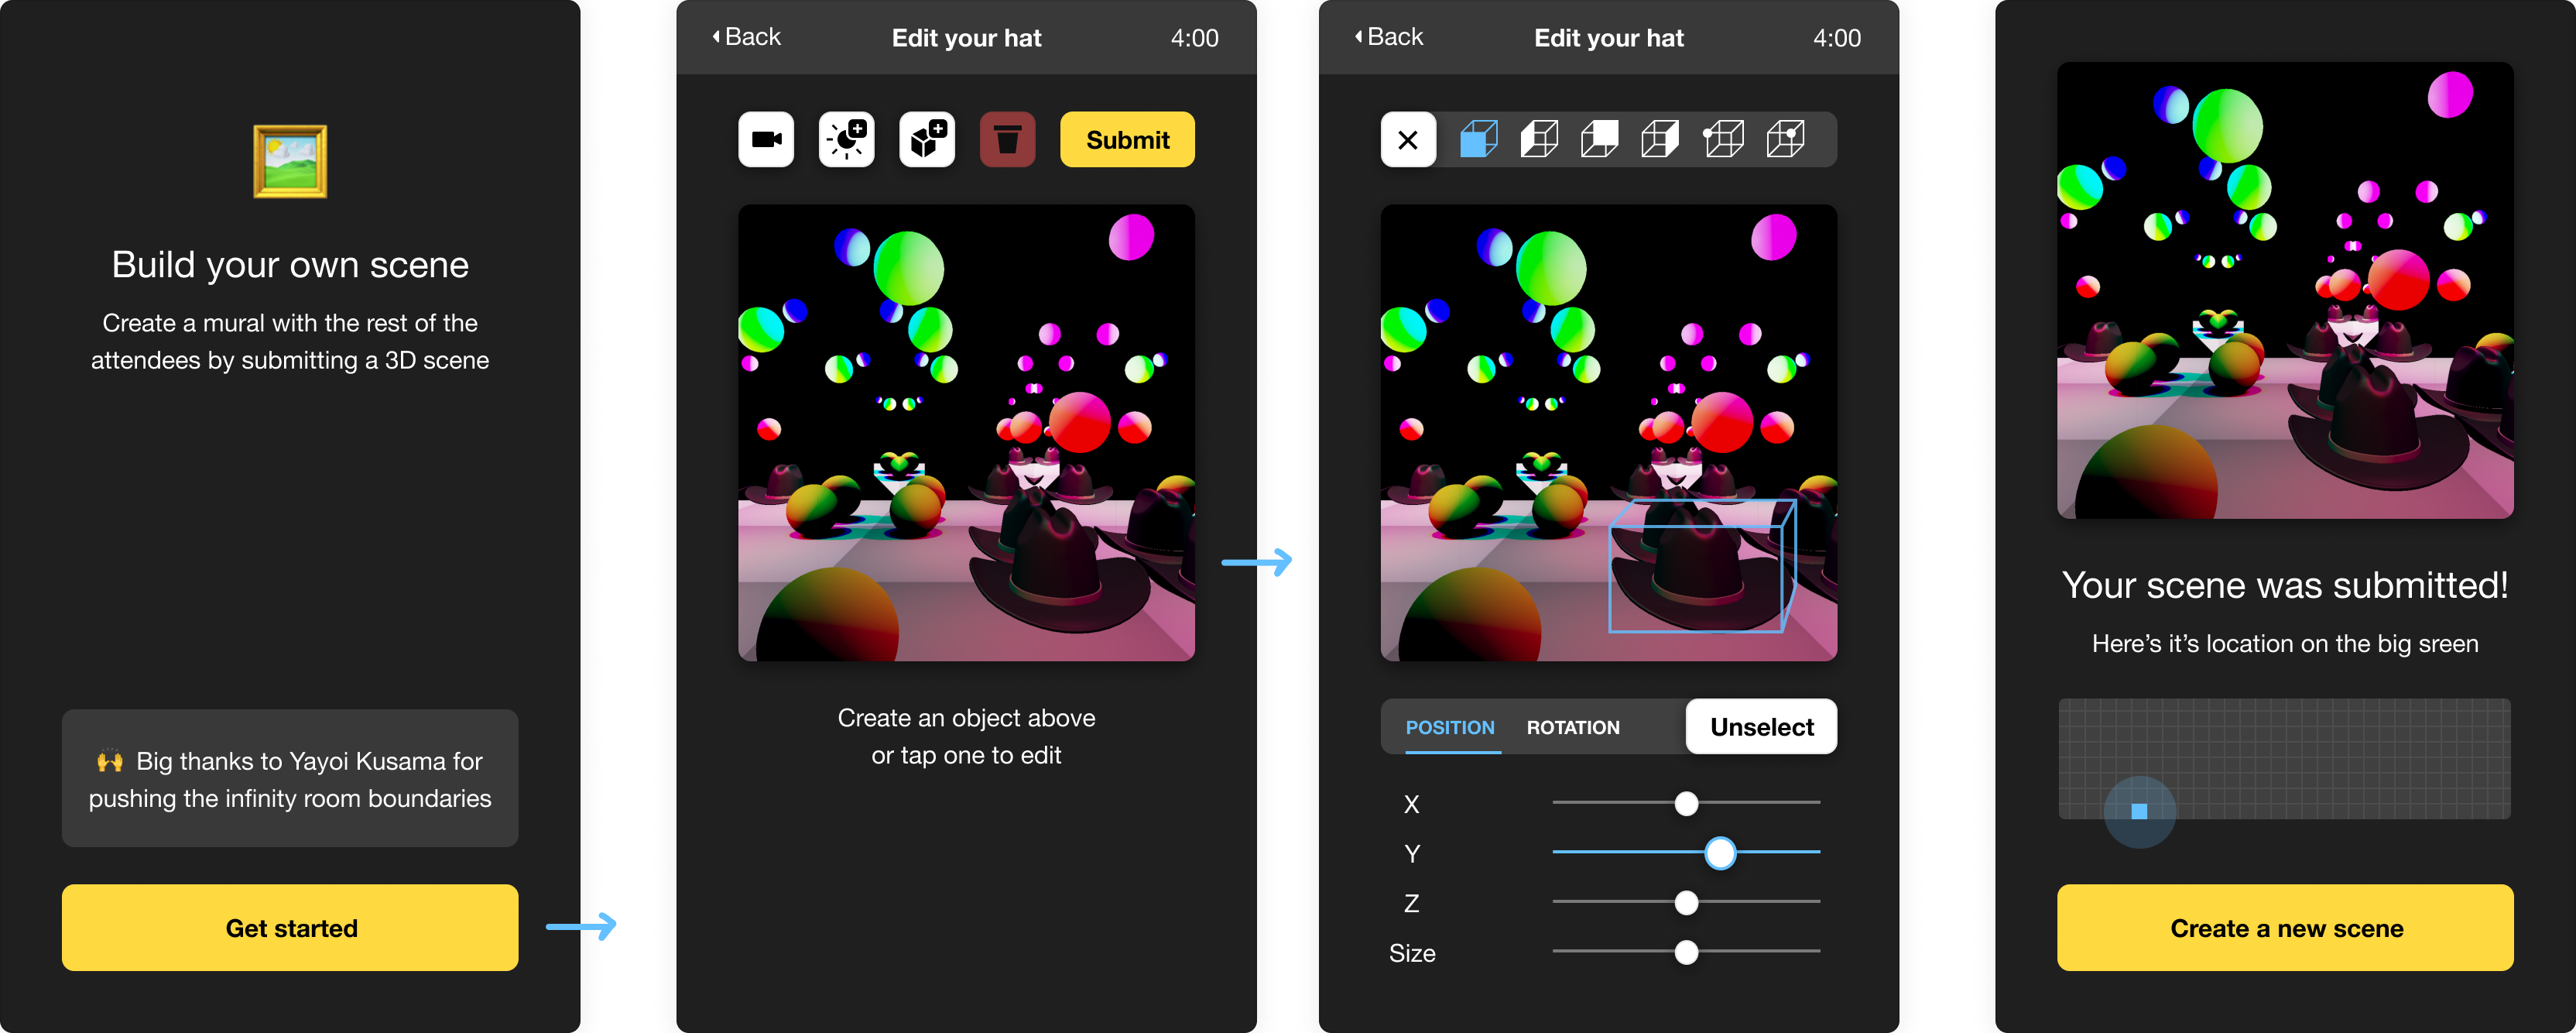 Build your own scene
Create a mural with the rest of the
attendees by submitting a 3D scene
Big thanks to Yayoi Kusama for
pushing the infinity room boundaries
Get started
Back
Edit your hat
4:00
Submit
Create an object above
or tap one to edit
Back
Edit your hat
4:00
POSITION
ROTATION
Unselect
X
Y
Z
Size
Your scene was submitted!
Here’s it’s location on the big sreen
Create a new scene